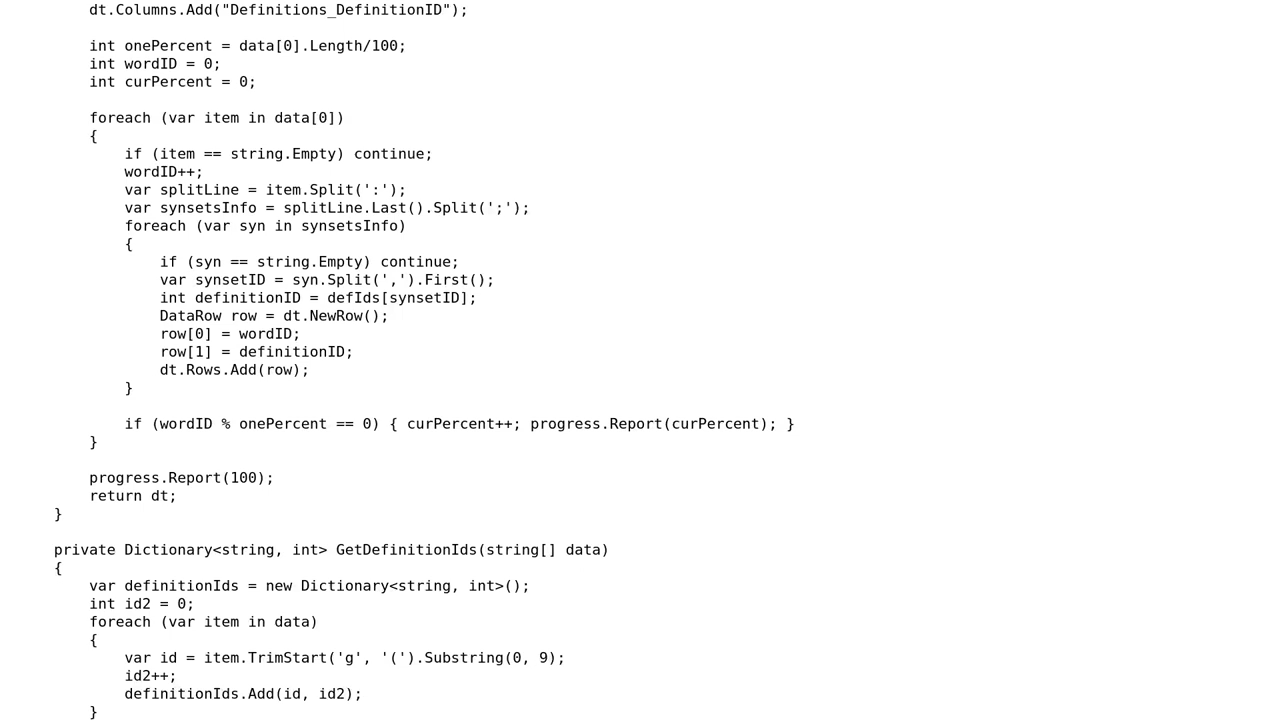 dt.Columns.Add("Definitions_DefinitionID");
int onePercent = data[0].Length/100;
int wordID = 0;
int curPercent = 0;
foreach (var item in data[0])
{
if (item == string.Empty) continue;
wordID++;
var splitLine = item.Split(':');
var synsetsInfo = splitLine.Last().Split(';');
foreach (var syn in synsetsInfo)
{
if (syn == string.Empty) continue;
var synsetID = syn.Split(',').First();
int definitionID = defIds[synsetID];
DataRow row = dt.NewRow();
row[0] = wordID;
row[1] = definitionID;
dt.Rows.Add(row);
}
if (wordID % onePercent == 0) { curPercent++; progress.Report(curPercent); }
}
progress.Report(100);
return dt;
}
private Dictionary<string, int> GetDefinitionIds(string[] data)
{
var definitionIds = new Dictionary<string, int>();
int id2 = 0;
foreach (var item in data)
{
var id = item.TrimStart('g', '(').Substring(0, 9);
id2++;
definitionIds.Add(id, id2);
}